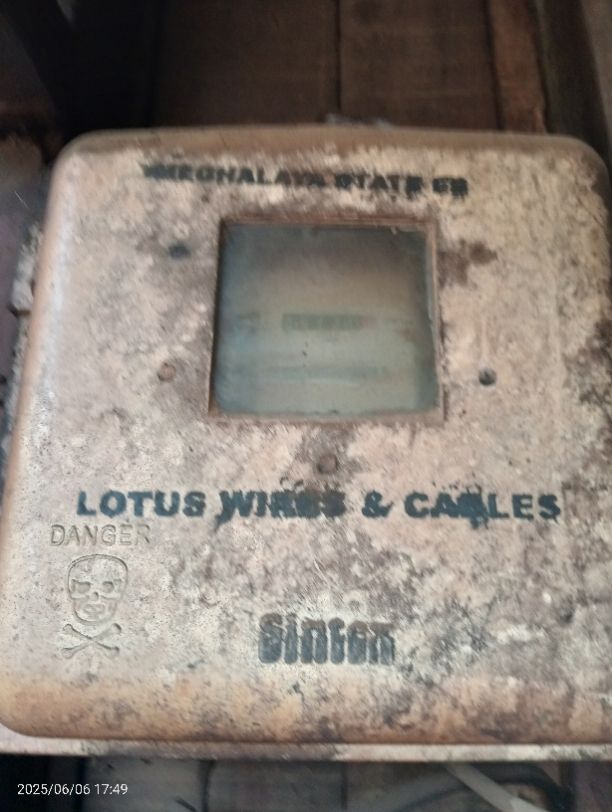 MEGHALAYA STATE EB
LOTUS WIRES & CABLES
DANGER
Sintex
2025/06/06 17:49